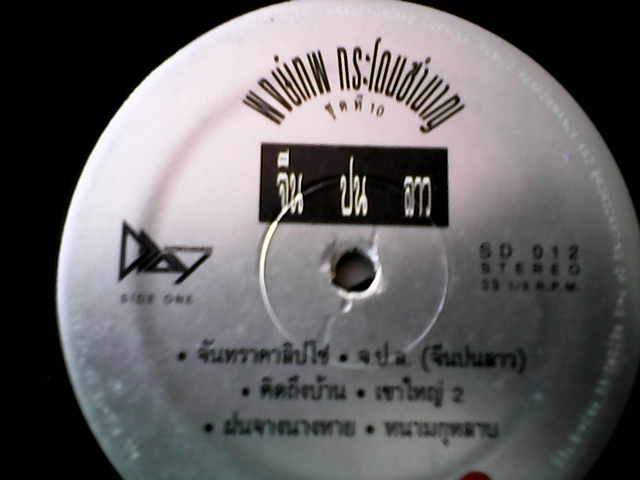 พงษ์เทพ กระโดนชำนาญ
ชุดที่ 10
จีน ปน ลาว
SIDE ONE
SD 012
STEREO
33 1/3 R.P.M.
• จันทราคาลิปโซ่ • จ.ป.ล. (จีนปนลาว)
• คิดถึงบ้าน • เขาใหญ่ 2
• ฝนจางนางหาย • หนามกุหลาบ